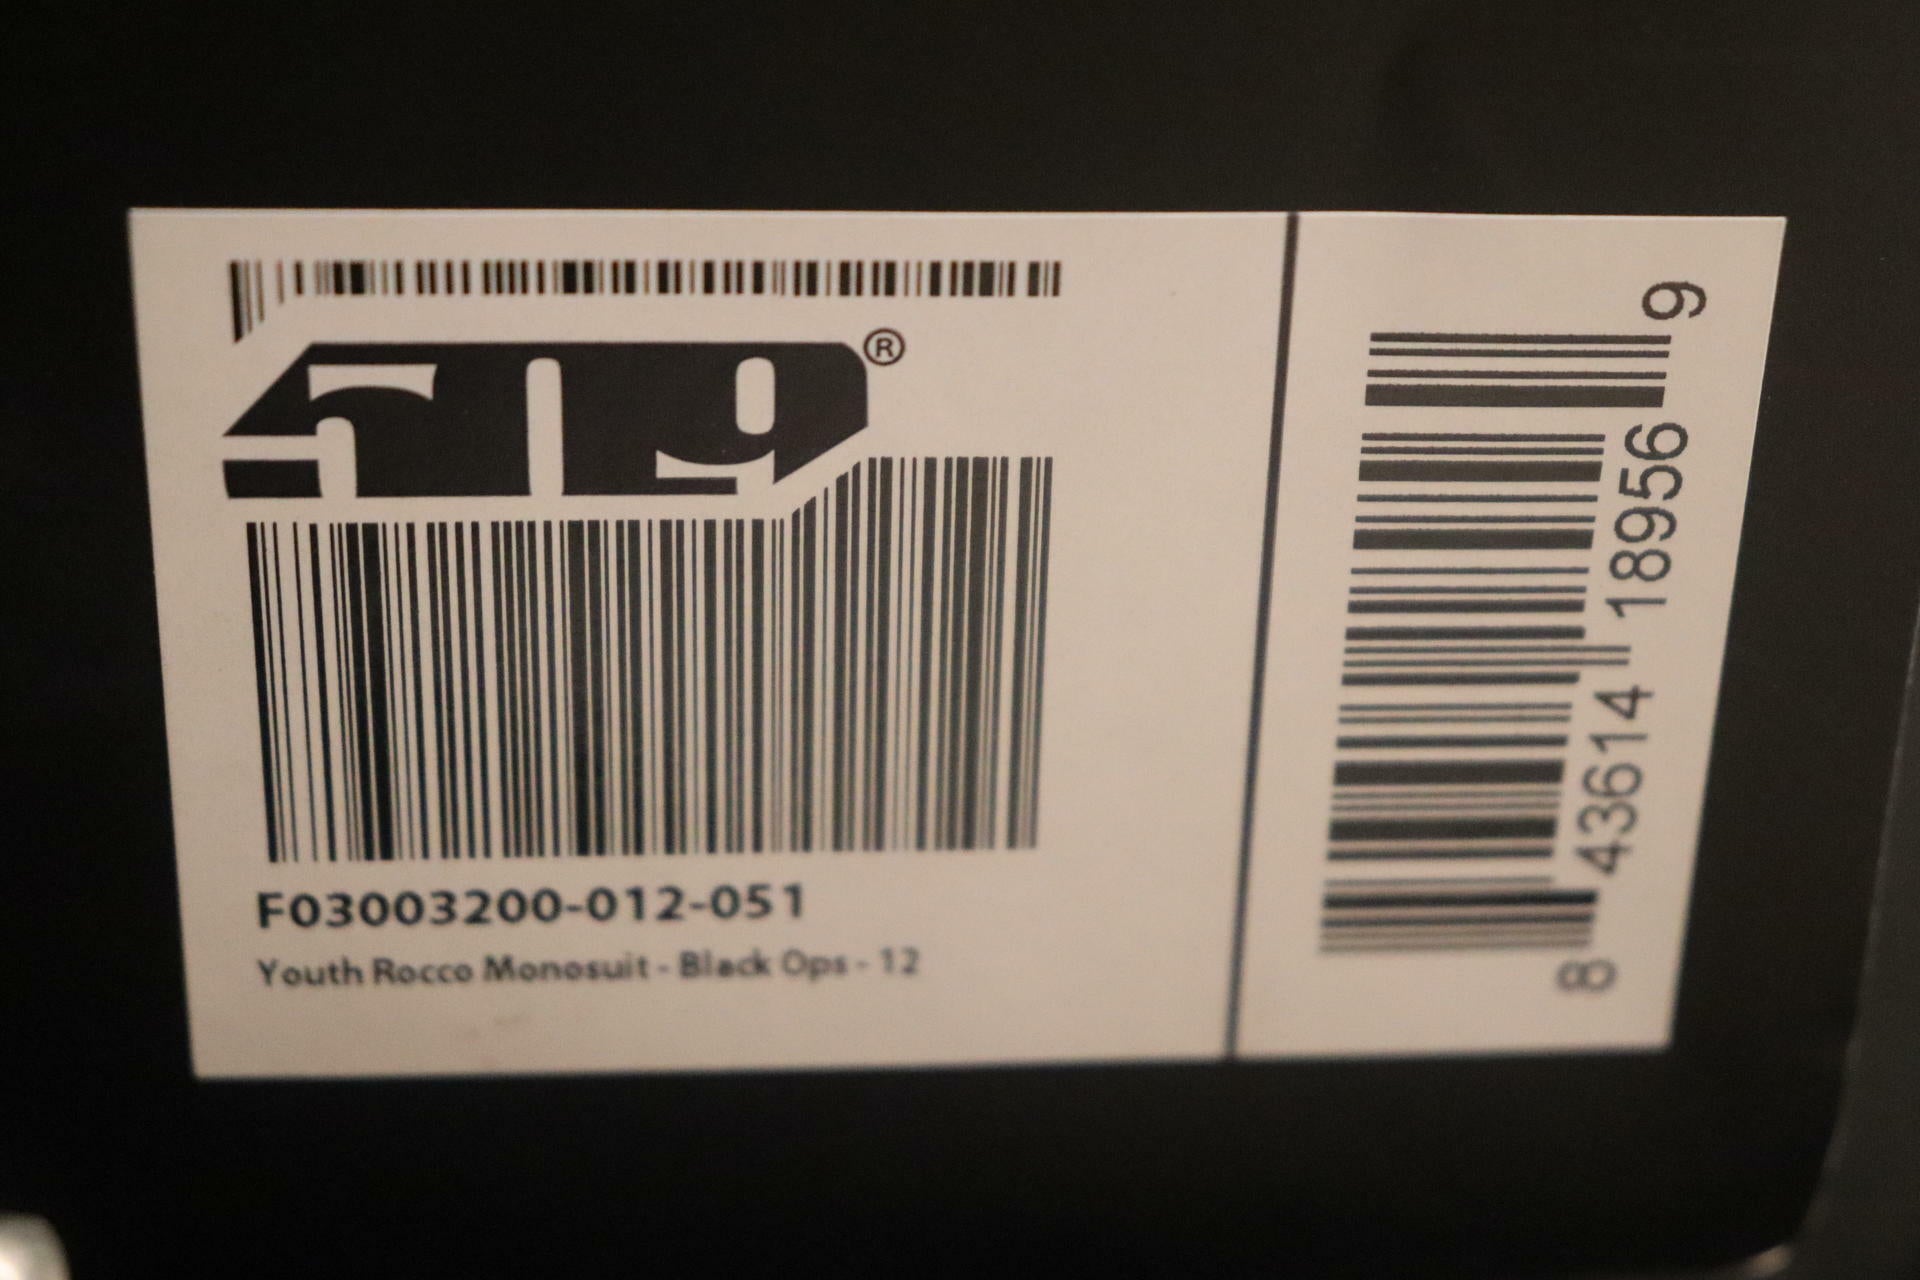 509®
F03003200-012-051
Youth Rocco Monosuit - Black Ops - 12
8 43614 18956 9